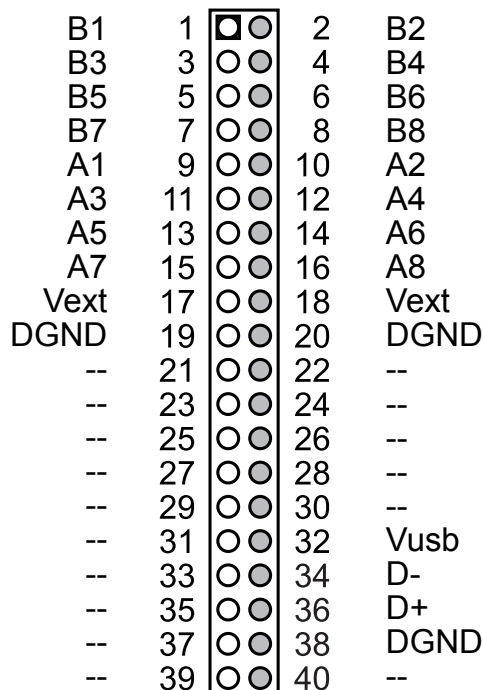 B1 1 2 B2
B3 3 4 B4
B5 5 6 B6
B7 7 8 B8
A1 9 10 A2
A3 11 12 A4
A5 13 14 A6
A7 15 16 A8
Vext 17 18 Vext
DGND 19 20 DGND
-- 21 22 --
-- 23 24 --
-- 25 26 --
-- 27 28 --
-- 29 30 --
-- 31 32 Vusb
-- 33 34 D-
-- 35 36 D+
-- 37 38 DGND
-- 39 40 --